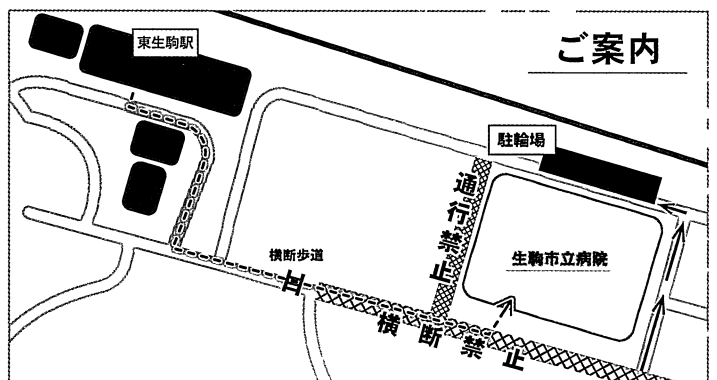 ご案内
東生駒駅
駐輪場
通行禁止
生駒市立病院
横断歩道
横断禁止